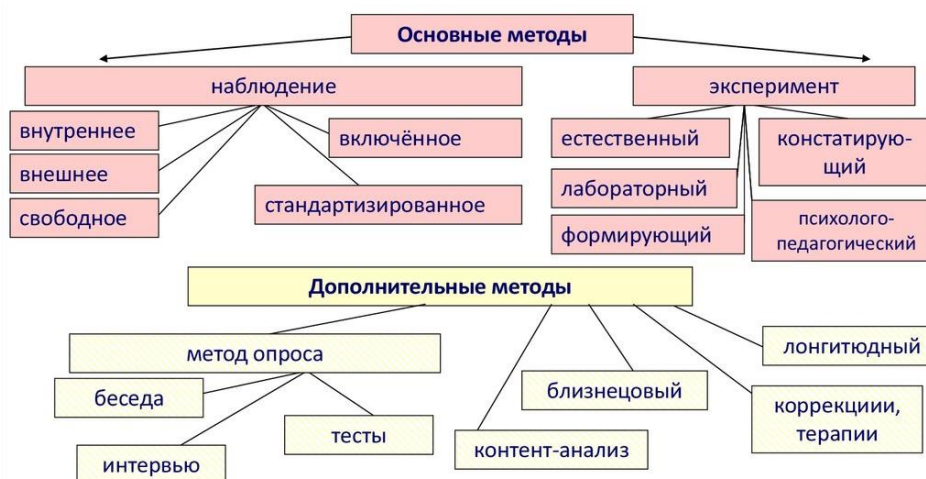 Основные методы
наблюдение
эксперимент
внутреннее
включённое
естественный
констатирую-
щий
внешнее
лабораторный
свободное
стандартизированное
формирующий
психолого-
педагогический
Дополнительные методы
метод опроса
лонгитюдный
беседа
близнецовый
коррекциии,
терапии
тесты
контент-анализ
интервью